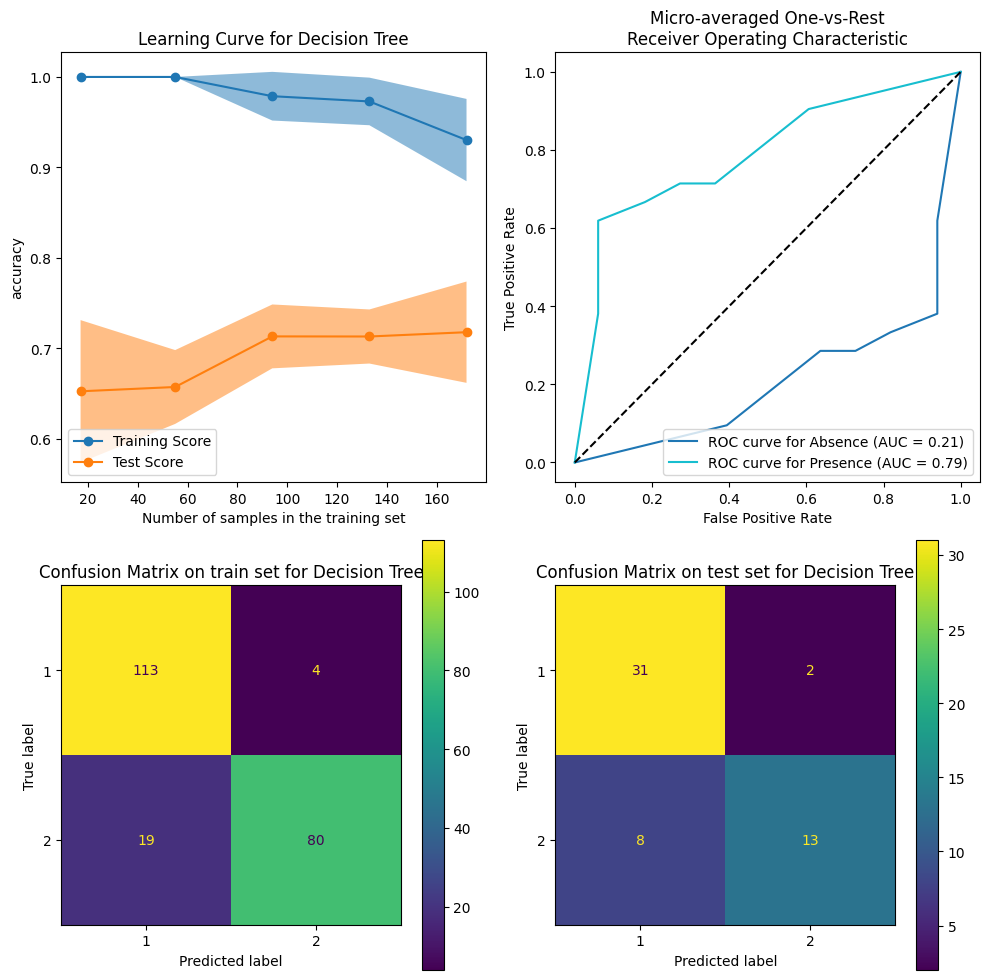 Learning Curve for Decision Tree
1.0
0.9
0.8
0.7
0.6
accuracy
Training Score
Test Score
20 40 60 80 100 120 140 160
Number of samples in the training set
Micro-averaged One-vs-Rest
Receiver Operating Characteristic
1.0
0.8
0.6
0.4
0.2
0.0
True Positive Rate
ROC curve for Absence (AUC = 0.21)
ROC curve for Presence (AUC = 0.79)
0.0 0.2 0.4 0.6 0.8 1.0
False Positive Rate
Confusion Matrix on train set for Decision Tree
True label
1
2
113 4
19 80
1 2
Predicted label
100
80
60
40
20
Confusion Matrix on test set for Decision Tree
True label
1
2
31 2
8 13
1 2
Predicted label
30
25
20
15
10
5